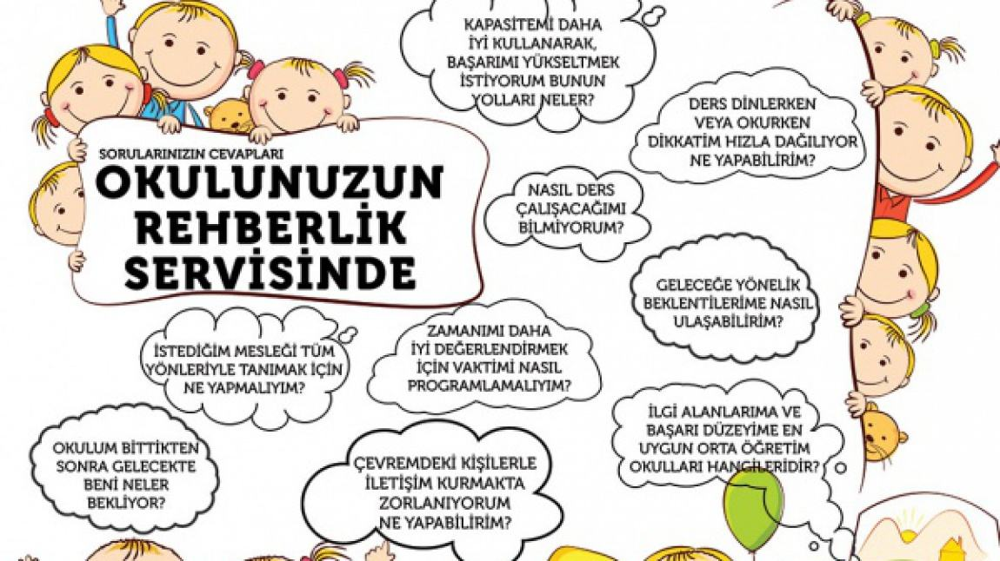 KAPASİTEMİ DAHA
İYİ KULLANARAK,
BAŞARIMI YÜKSELTMEK
İSTİYORUM BUNUN
YOLLARI NELER?
DERS DİNLERKEN
VEYA OKURKEN
DİKKATİM HIZLA DAĞILIYOR
NE YAPABİLİRİM?
SORULARINIZIN CEVAPLARI
OKULUNUZUN
REHBERLİK
SERVİSİNDE
NASIL DERS
ÇALIŞACAĞIMI
BİLMİYORUM?
GELECEĞE YÖNELİK
BEKLENTİLERİME NASIL
ULAŞABİLİRİM?
İSTEDİĞİM MESLEĞİ TÜM
YÖNLERİYLE TANIMAK İÇİN
NE YAPMALIYIM?
ZAMANIMI DAHA
İYİ DEĞERLENDİRMEK
İÇİN VAKTİMİ NASIL
PROGRAMLAMALIYIM?
İLGİ ALANLARIMA VE
BAŞARI DÜZEYİME EN
UYGUN ORTA ÖĞRETİM
OKULLARI HANGİLERİDİR?
OKULUM BİTTİKTEN
SONRA GELECEKTE
BENİ NELER
BEKLİYOR?
ÇEVREMDEKİ KİŞİLERLE
İLETİŞİM KURMAKTA
ZORLANIYORUM
NE YAPABİLİRİM?